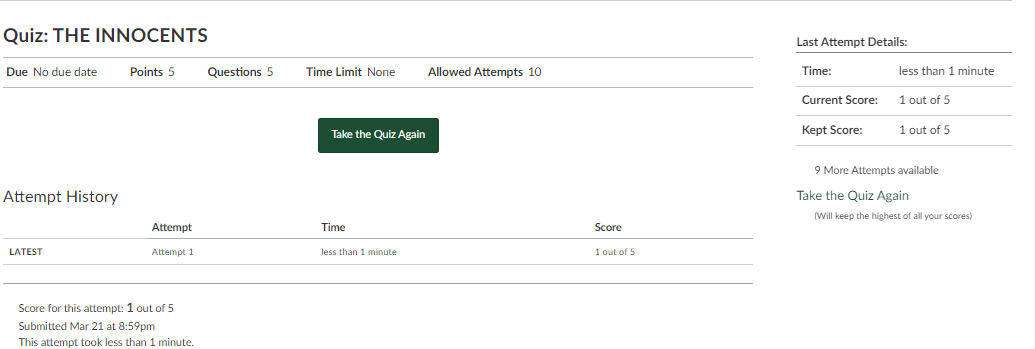 Quiz: THE INNOCENTS
Due No due date Points 5 Questions 5 Time Limit None Allowed Attempts 10
Take the Quiz Again
Attempt History
Attempt Time Score
LATEST Attempt 1 less than 1 minute 1 out of 5
Score for this attempt: 1 out of 5
Submitted Mar 21 at 8:59pm
This attempt took less than 1 minute.
Last Attempt Details:
Time: less than 1 minute
Current Score: 1 out of 5
Kept Score: 1 out of 5
9 More Attempts available
Take the Quiz Again
(Will keep the highest of all your scores)